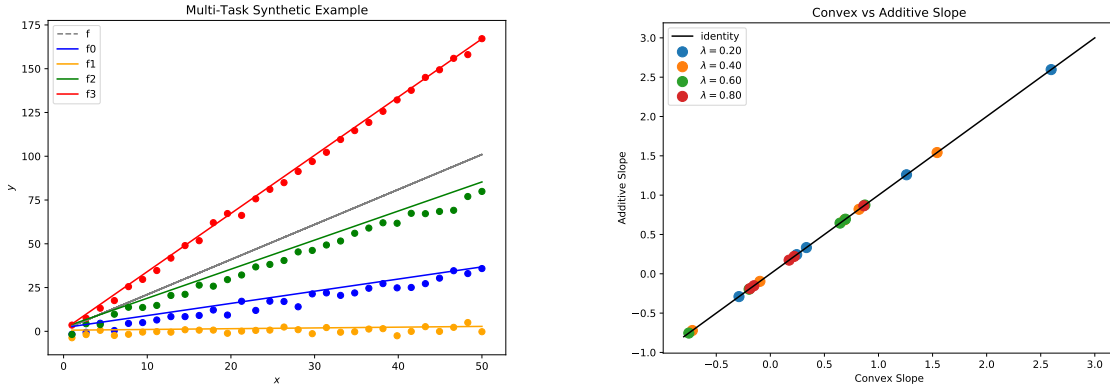 Multi-Task Synthetic Example
175
150
125
100
75
50
25
0
y
f
f0
f1
f2
f3
0
10
20
30
40
50
x
Convex vs Additive Slope
3.0
2.5
2.0
1.5
1.0
0.5
0.0
−0.5
−1.0
Additive Slope
identity
λ = 0.20
λ = 0.40
λ = 0.60
λ = 0.80
−0.5
0.0
0.5
1.0
1.5
2.0
2.5
3.0
Convex Slope